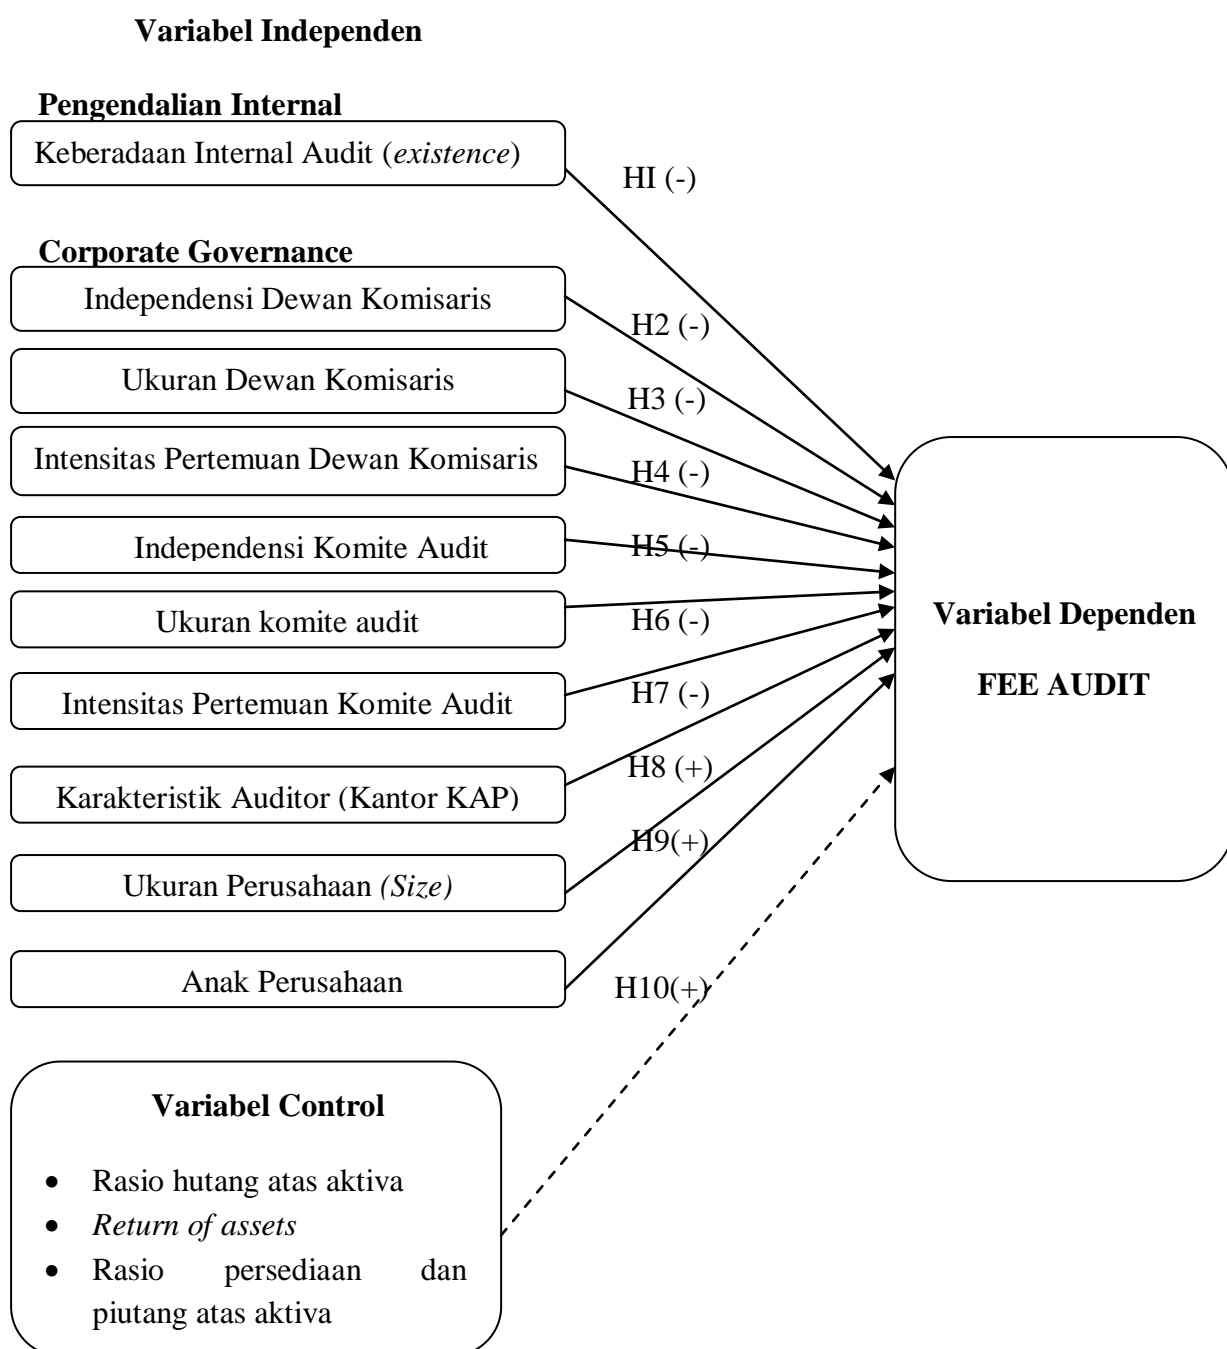 Variabel Independen
Pengendalian Internal
Keberadaan Internal Audit (existence)
HI (-)
Corporate Governance
Independensi Dewan Komisaris
H2 (-)
Ukuran Dewan Komisaris
H3 (-)
Intensitas Pertemuan Dewan Komisaris
H4 (-)
Independensi Komite Audit
H5 (-)
Ukuran komite audit
H6 (-)
Intensitas Pertemuan Komite Audit
H7 (-)
Karakteristik Auditor (Kantor KAP)
H8 (+)
Ukuran Perusahaan (Size)
H9(+)
Anak Perusahaan
H10(+)
Variabel Dependen
FEE AUDIT
Variabel Control
• Rasio hutang atas aktiva
• Return of assets
• Rasio persediaan dan
piutang atas aktiva